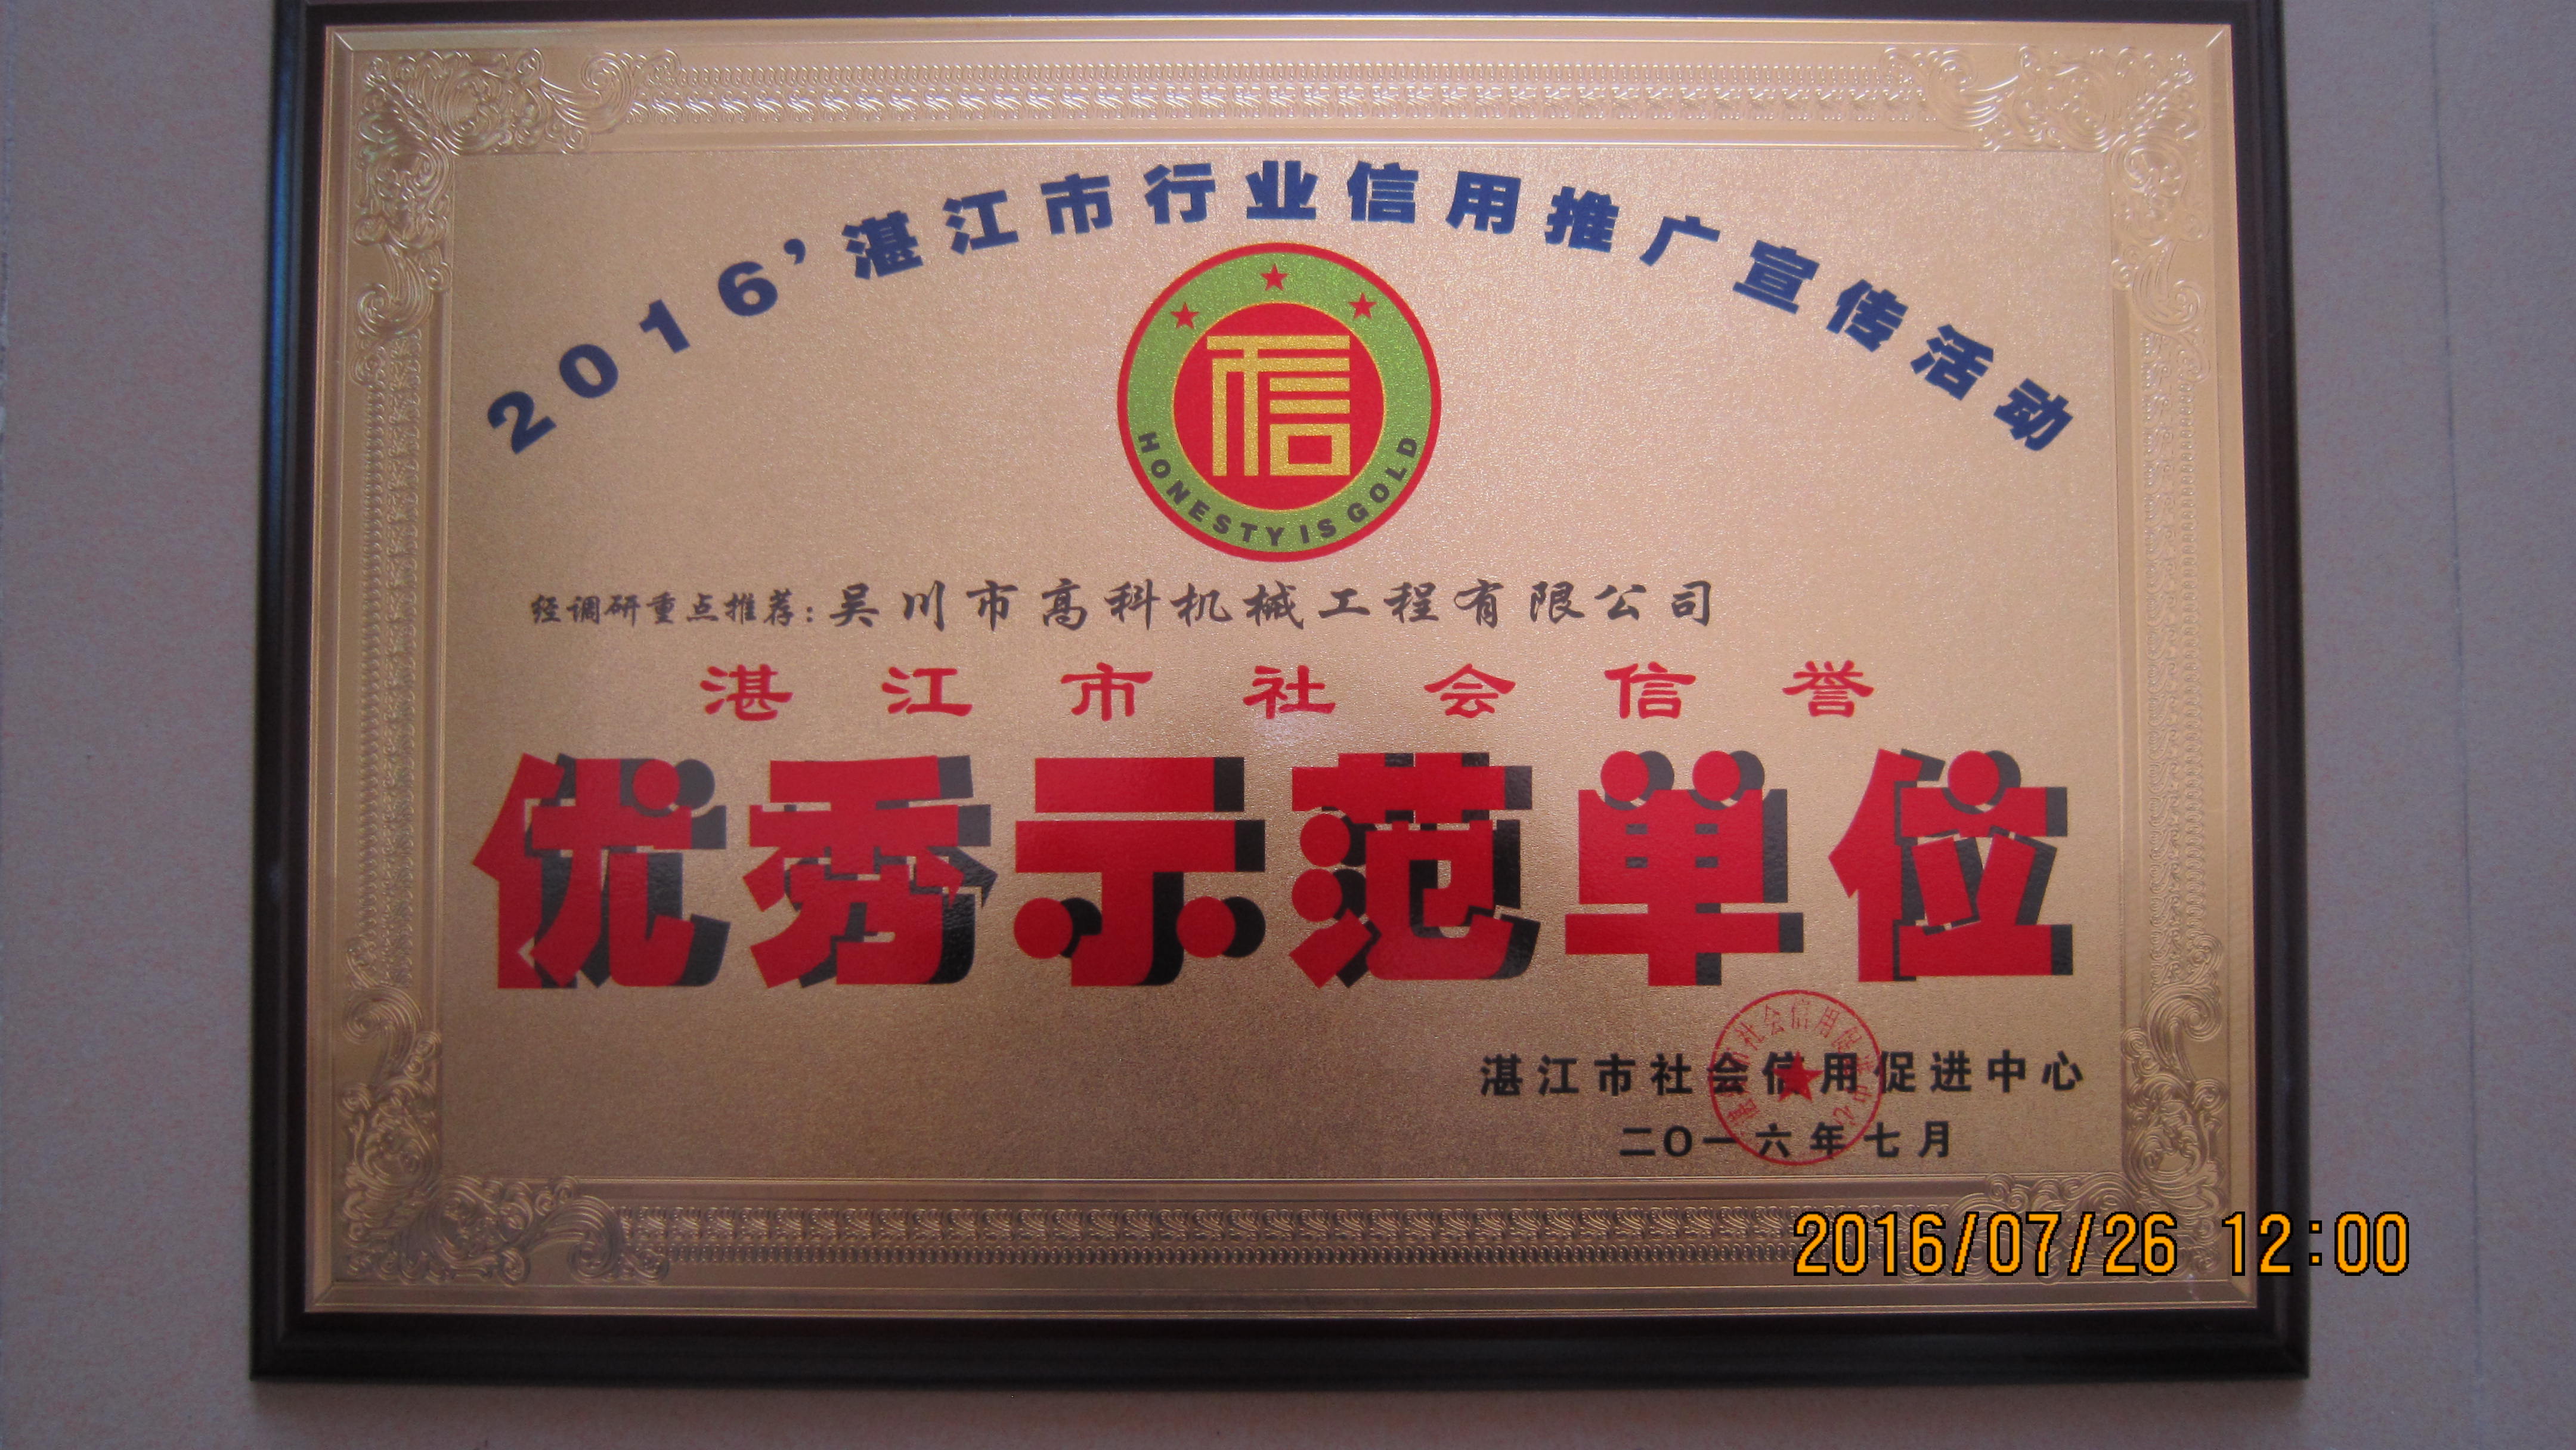 2016'湛江市行业信用推广宣传活动
信
HONESTY IS GOLD
经调研重点推荐:吴川市高科机械工程有限公司
湛江市社会信誉
优秀示范单位
湛江市社会信用促进中心
二〇一六年七月
2016/07/26 12:00